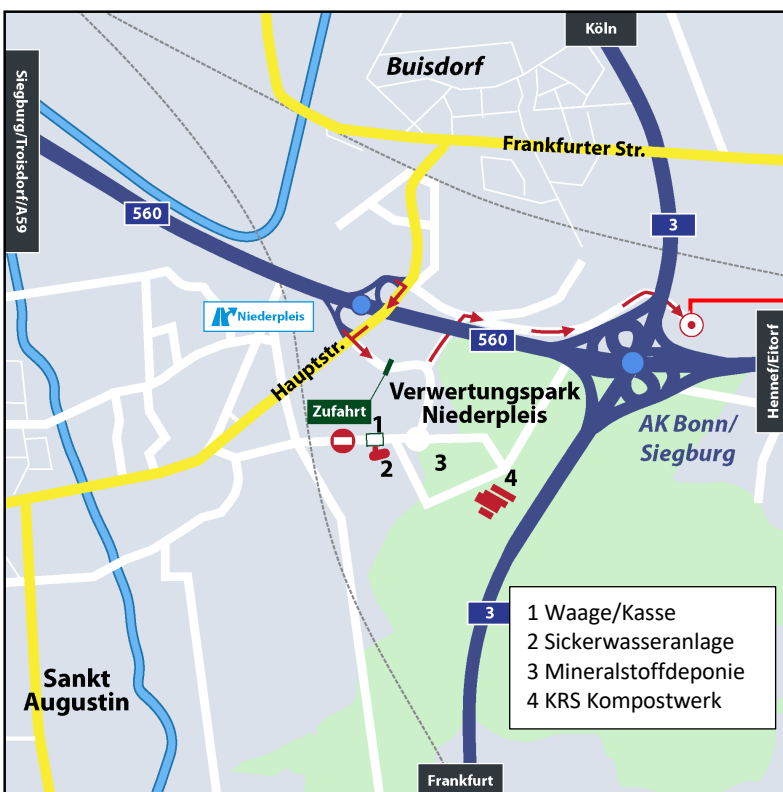 Köln
Buisdorf
Siegburg/Troisdorf/A59
Frankfurter Str.
560
3
Niederpleis
560
Hennef/Eitorf
Hauptstr.
Verwertungspark
Niederpleis
Zufahrt
AK Bonn/
Siegburg
1
2
3
4
3
1 Waage/Kasse
2 Sickerwasseranlage
3 Mineralstoffdeponie
4 KRS Kompostwerk
Sankt
Augustin
Frankfurt